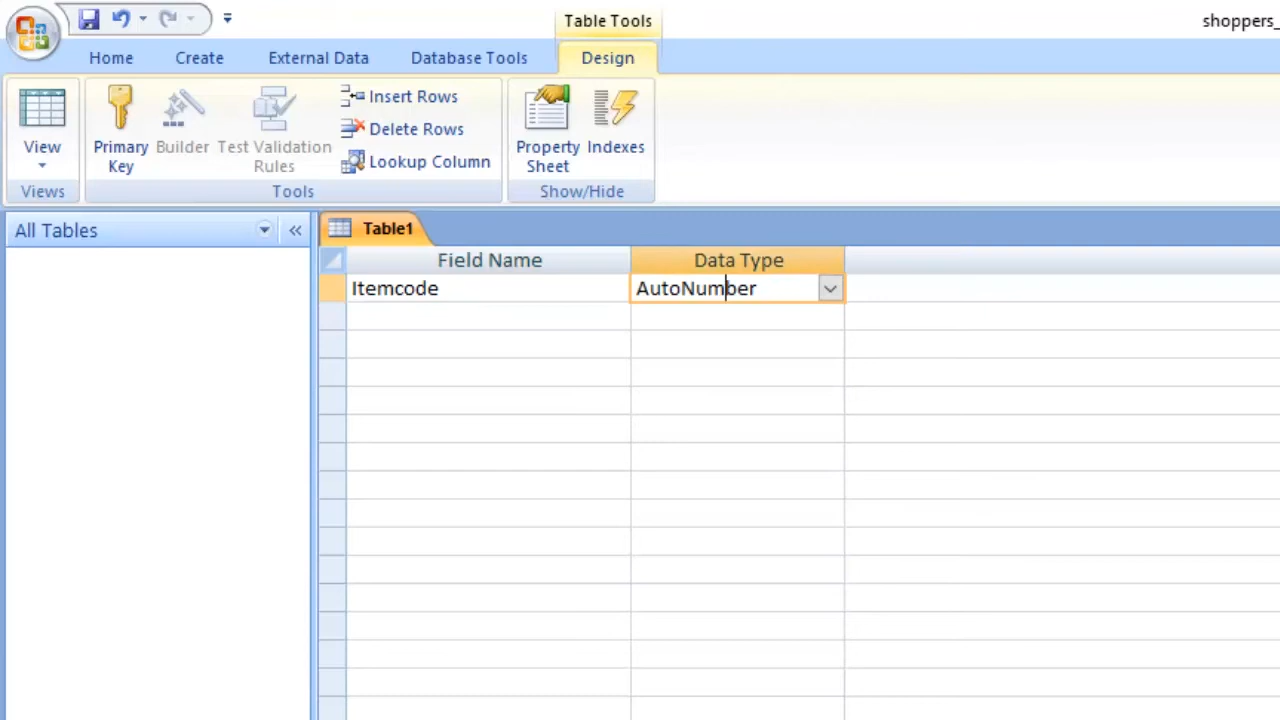 Table Tools
shoppers_
Home
Create
External Data
Database Tools
Design
View
Primary
Key
Builder
Test Validation
Rules
Insert Rows
Delete Rows
Lookup Column
Property
Sheet
Indexes
Views
Tools
Show/Hide
All Tables
Table1
Field Name
Data Type
Itemcode
AutoNumber